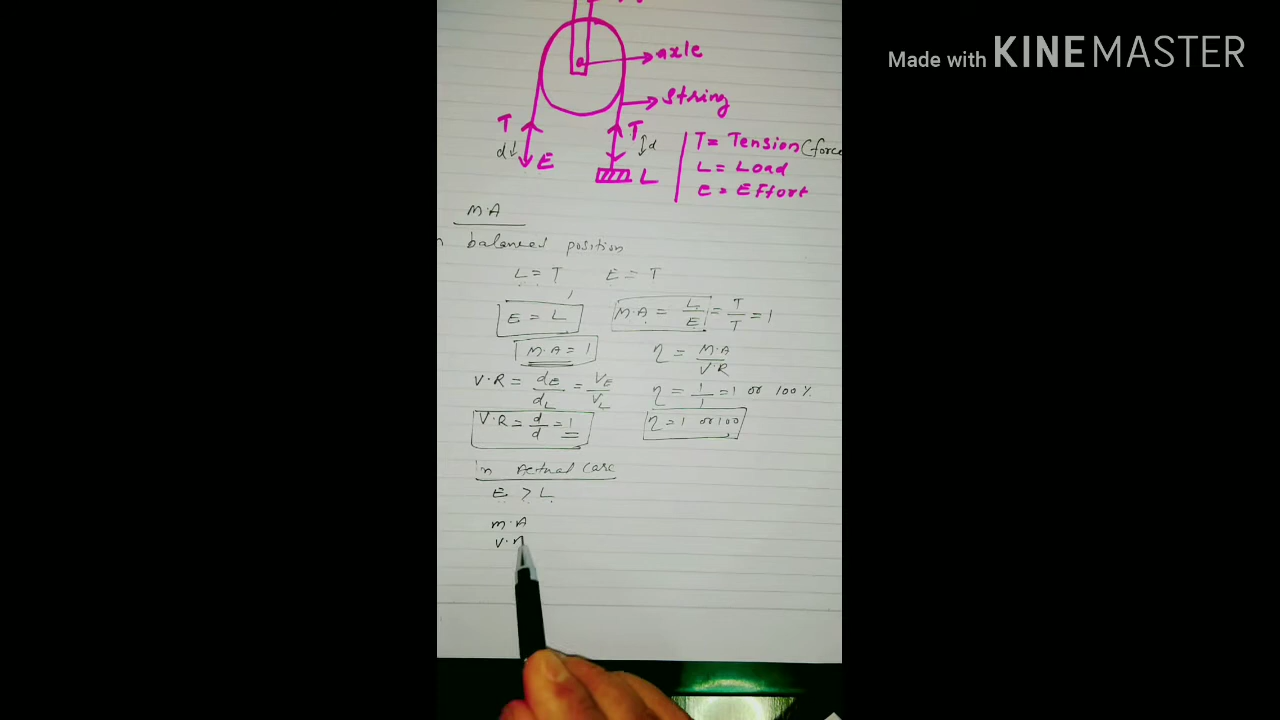 Made with KINEMASTER
axle
string
T T
d d
E L
T = Tension (force
L = Load
E = Effort
M.A
balanced position
L = T E = T
E = L M.A = L/E = T/T = 1
M.A = 1 η = M.A/V.R
V.R = dE/dL = VE/VL η = 1/1 = 1 or 100%
V.R = d/d = 1 η = 1 or 100
In Actual Case
E > L
M.A